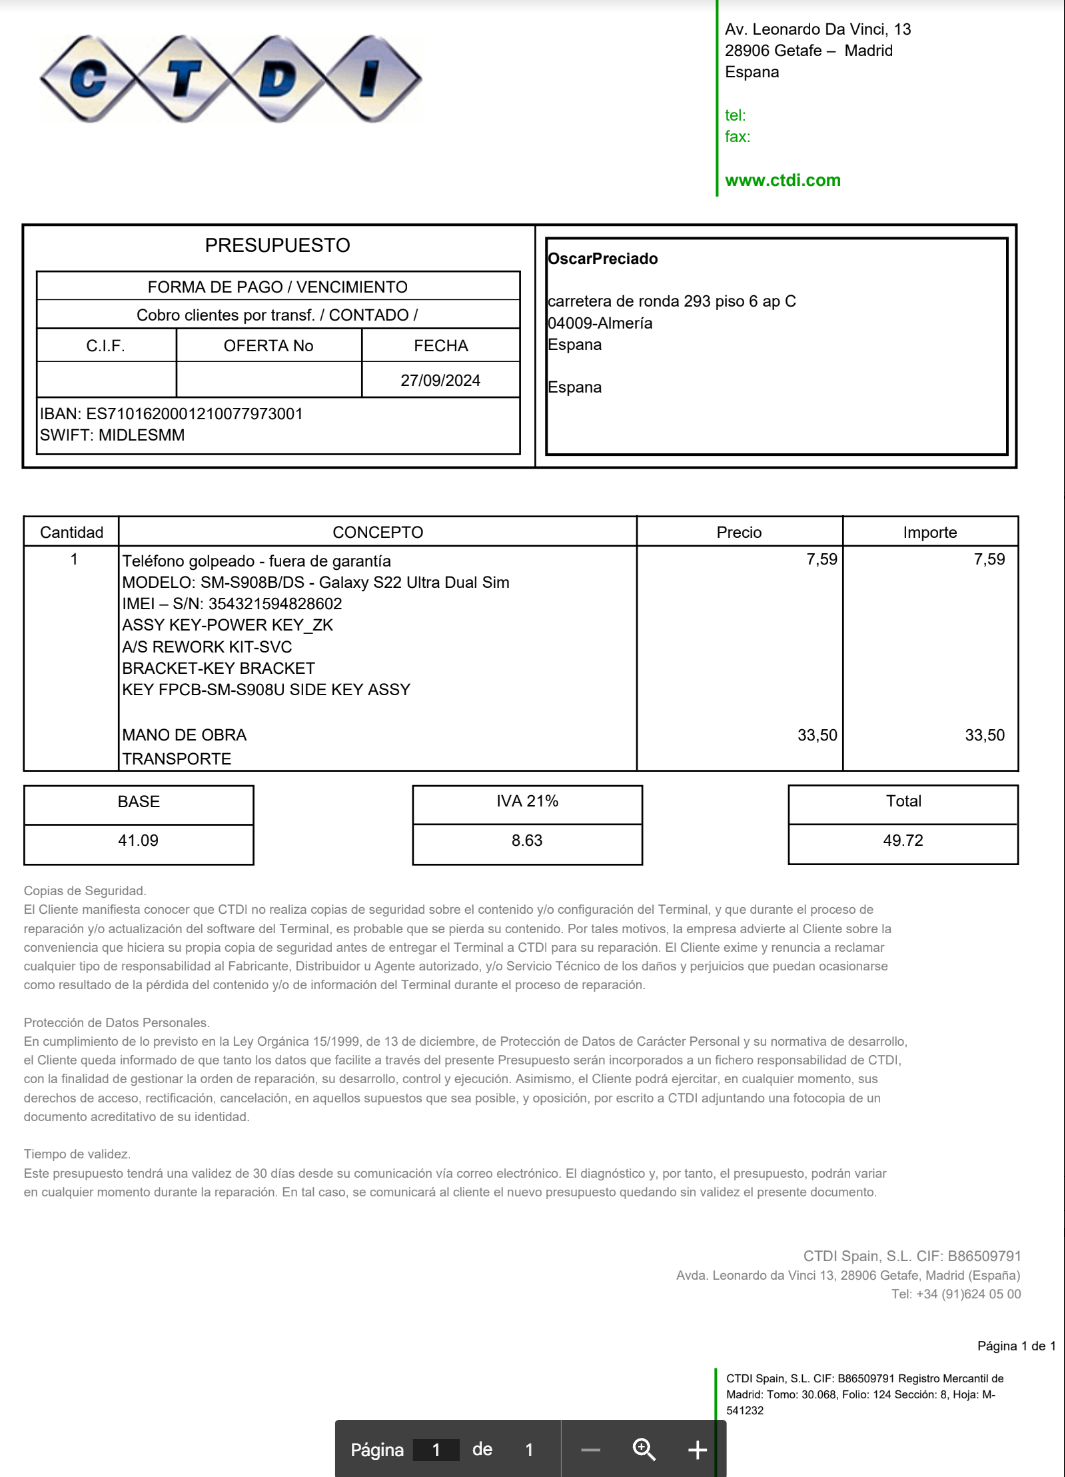 CTDI
Av. Leonardo Da Vinci, 13
28906 Getafe – Madrid
Espana
tel:
fax:
www.ctdi.com
PRESUPUESTO
FORMA DE PAGO / VENCIMIENTO
Cobro clientes por transf. / CONTADO /
C.I.F. OFERTA No FECHA
27/09/2024
IBAN: ES7101620001210077973001
SWIFT: MIDLESMM
OscarPreciado
carretera de ronda 293 piso 6 ap C
04009-Almería
Espana
Espana
Cantidad CONCEPTO Precio Importe
1 Teléfono golpeado - fuera de garantía 7,59 7,59
MODELO: SM-S908B/DS - Galaxy S22 Ultra Dual Sim
IMEI – S/N: 354321594828602
ASSY KEY-POWER KEY_ZK
A/S REWORK KIT-SVC
BRACKET-KEY BRACKET
KEY FPCB-SM-S908U SIDE KEY ASSY
MANO DE OBRA 33,50 33,50
TRANSPORTE
BASE IVA 21% Total
41.09 8.63 49.72
Copias de Seguridad.
El Cliente manifiesta conocer que CTDI no realiza copias de seguridad sobre el contenido y/o configuración del Terminal, y que durante el proceso de
reparación y/o actualización del software del Terminal, es probable que se pierda su contenido. Por tales motivos, la empresa advierte al Cliente sobre la
conveniencia que hiciera su propia copia de seguridad antes de entregar el Terminal a CTDI para su reparación. El Cliente exime y renuncia a reclamar
cualquier tipo de responsabilidad al Fabricante, Distribuidor u Agente autorizado, y/o Servicio Técnico de los daños y perjuicios que puedan ocasionarse
como resultado de la pérdida del contenido y/o de información del Terminal durante el proceso de reparación.
Protección de Datos Personales.
En cumplimiento de lo previsto en la Ley Orgánica 15/1999, de 13 de diciembre, de Protección de Datos de Carácter Personal y su normativa de desarrollo,
el Cliente queda informado de que tanto los datos que facilite a través del presente Presupuesto serán incorporados a un fichero responsabilidad de CTDI,
con la finalidad de gestionar la orden de reparación, su desarrollo, control y ejecución. Asimismo, el Cliente podrá ejercitar, en cualquier momento, sus
derechos de acceso, rectificación, cancelación, en aquellos supuestos que sea posible, y oposición, por escrito a CTDI adjuntando una fotocopia de un
documento acreditativo de su identidad.
Tiempo de validez.
Este presupuesto tendrá una validez de 30 días desde su comunicación vía correo electrónico. El diagnóstico y, por tanto, el presupuesto, podrán variar
en cualquier momento durante la reparación. En tal caso, se comunicará al cliente el nuevo presupuesto quedando sin validez el presente documento.
CTDI Spain, S.L. CIF: B86509791
Avda. Leonardo da Vinci 13, 28906 Getafe, Madrid (España)
Tel: +34 (91)624 05 00
Página 1 de 1
CTDI Spain, S.L. CIF: B86509791 Registro Mercantil de
Madrid: Tomo: 30.068, Folio: 124 Sección: 8, Hoja: M-
541232
Página 1 de 1